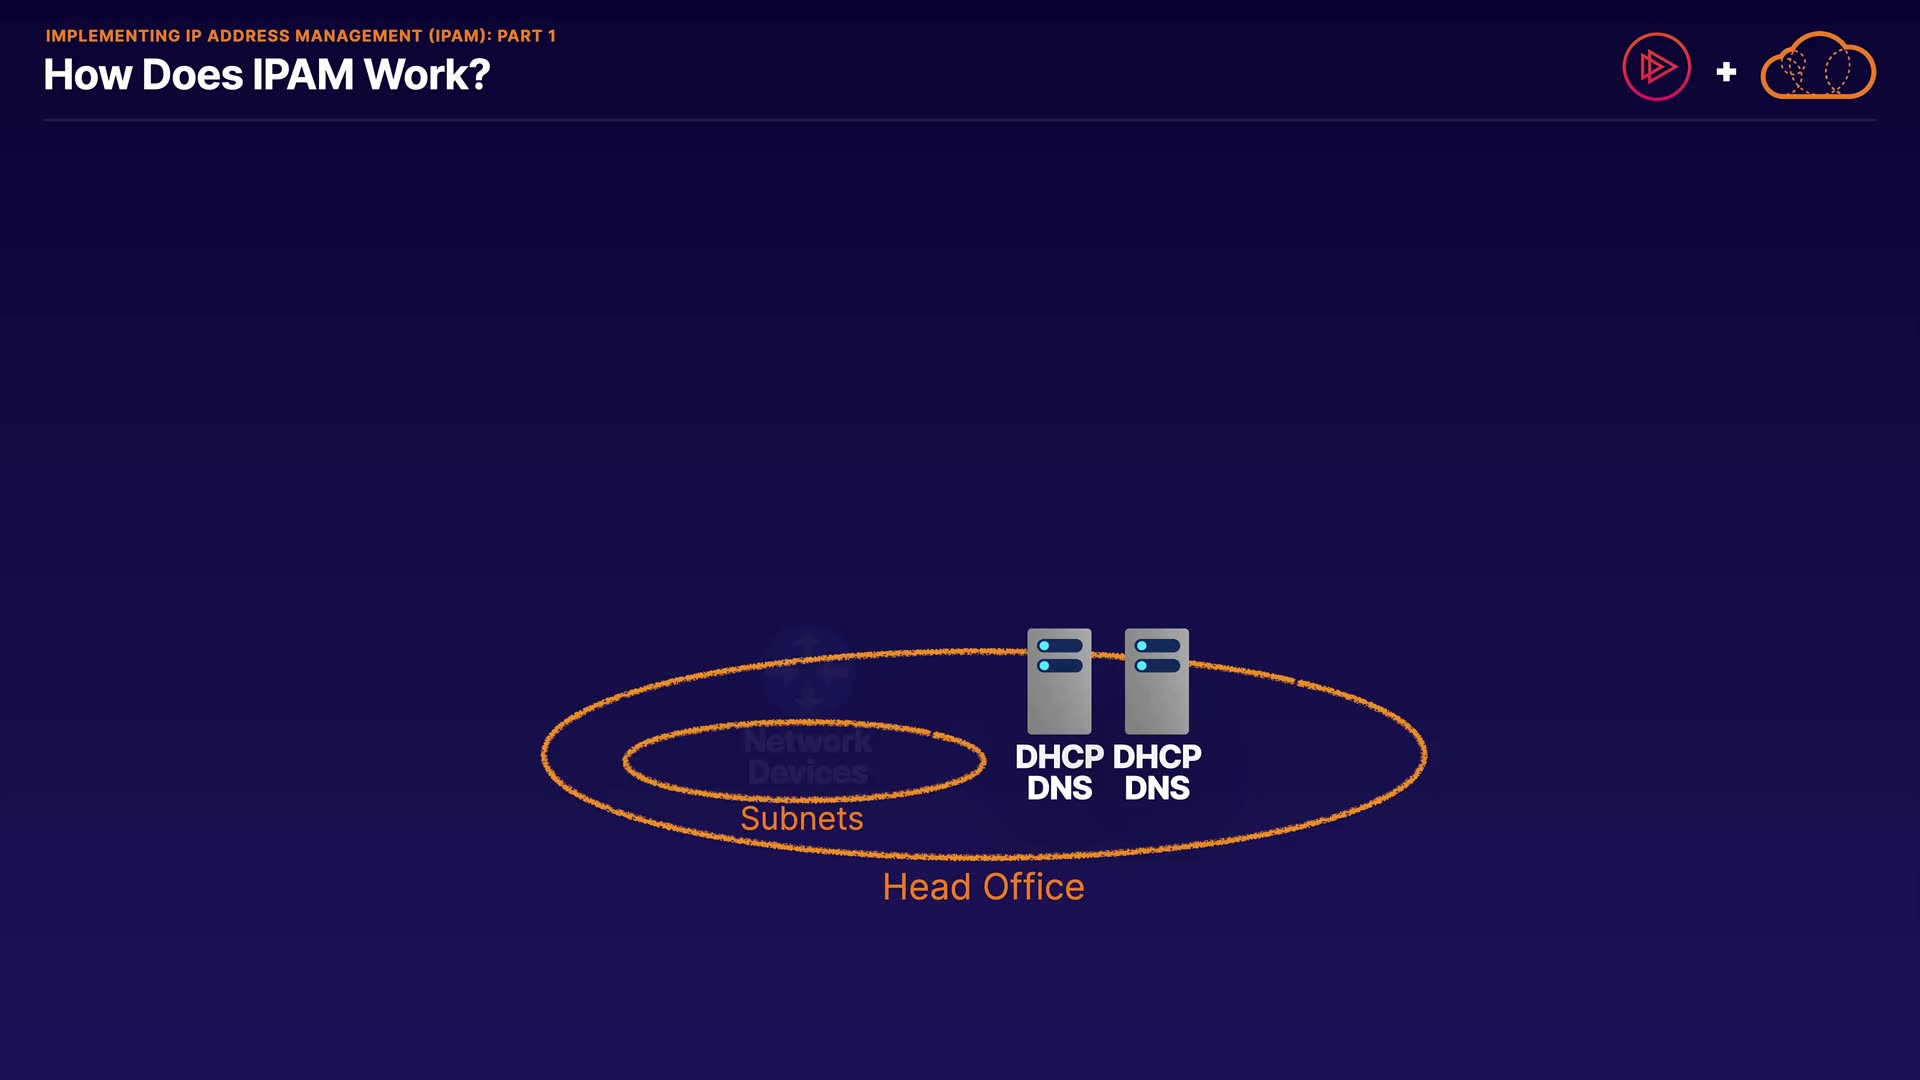 IMPLEMENTING IP ADDRESS MANAGEMENT (IPAM): PART 1
How Does IPAM Work?
Network
Devices
DHCP DHCP
DNS DNS
Subnets
Head Office